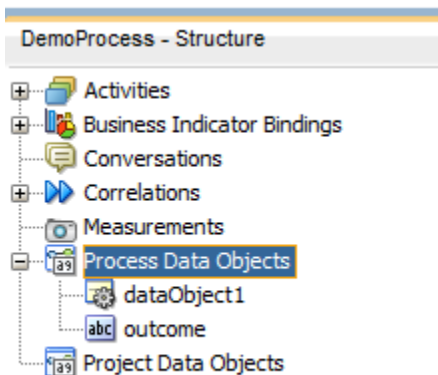 DemoProcess - Structure
Activities
Business Indicator Bindings
Conversations
Correlations
Measurements
Process Data Objects
dataObject1
abc outcome
Project Data Objects